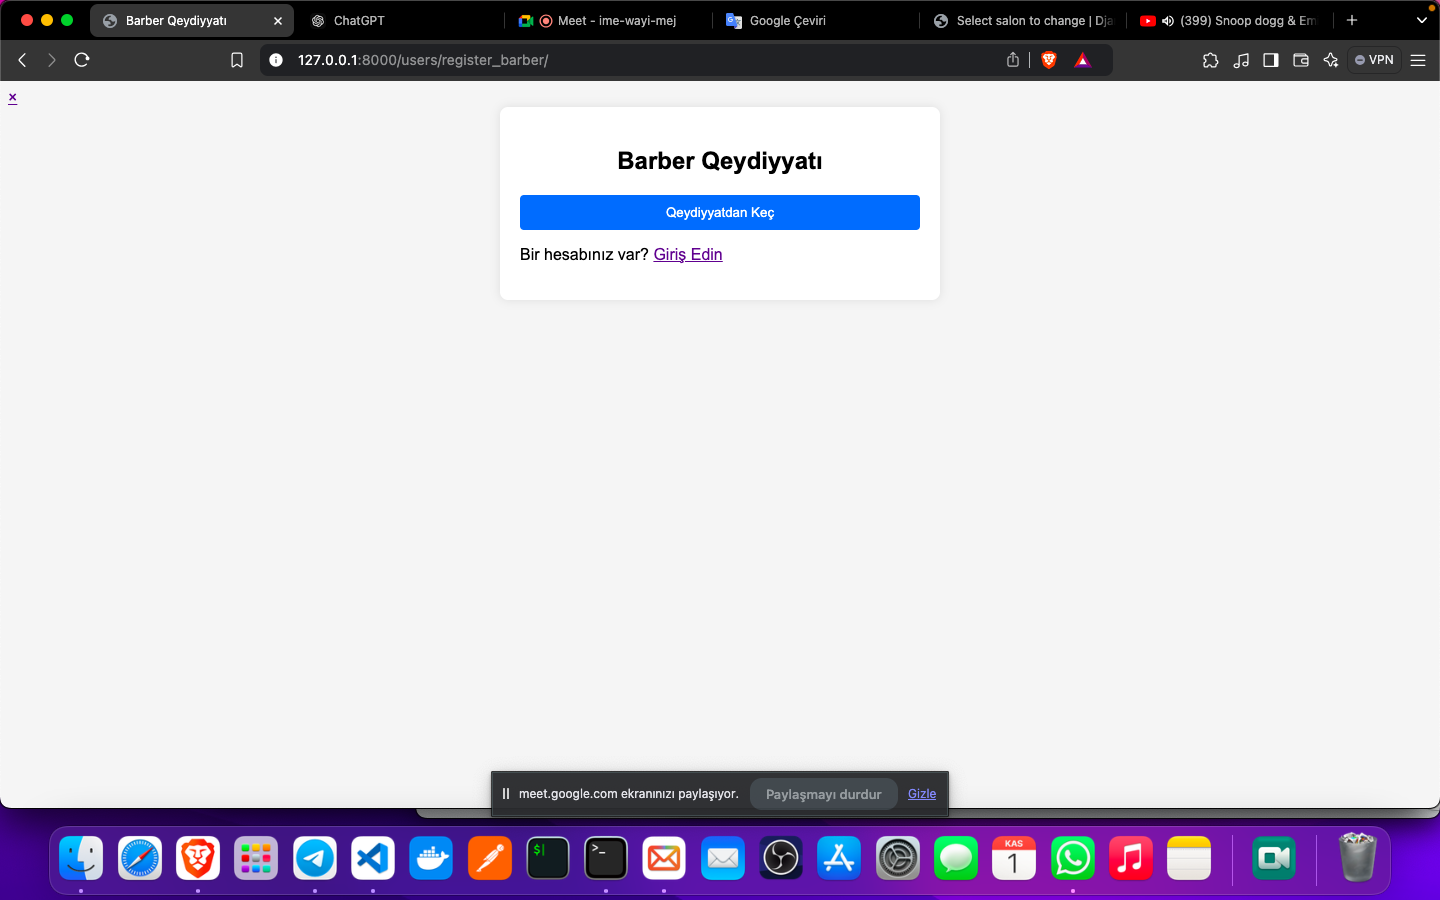 Barber Qeydiyyatı
ChatGPT
Meet - ime-wayi-mej
Google Çeviri
Select salon to change | Dja
(399) Snoop dogg & Em
127.0.0.1:8000/users/register_barber/
VPN
×
Barber Qeydiyyatı
Qeydiyyatdan Keç
Bir hesabınız var? Giriş Edin
meet.google.com ekranınızı paylaşıyor.
Paylaşmayı durdur
Gizle
KAS
1